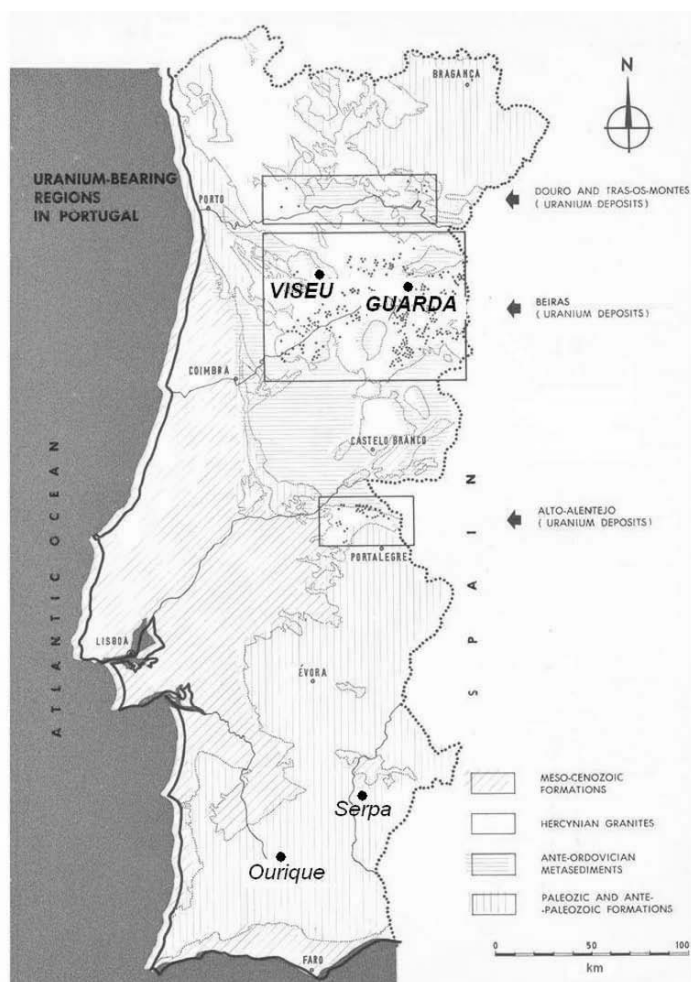 BRAGANÇA
N
URANIUM-BEARING
REGIONS
IN PORTUGAL
PORTO
DOURO AND TRAS-OS-MONTES
(URANIUM DEPOSITS)
VISEU
GUARDA
BEIRAS
(URANIUM DEPOSITS)
COIMBRA
CASTELO BRANCO
ATLANTIC OCEAN
SPAIN
ALTO-ALENTEJO
(URANIUM DEPOSITS)
PORTALEGRE
LISBOA
ÉVORA
Serpa
Ourique
FARO
MESO-CENOZOIC
FORMATIONS
HERCYNIAN GRANITES
ANTE-ORDOVICIAN
METASEDIMENTS
PALEOZIC AND ANTE-
-PALEOZOIC FORMATIONS
0 50 100
km